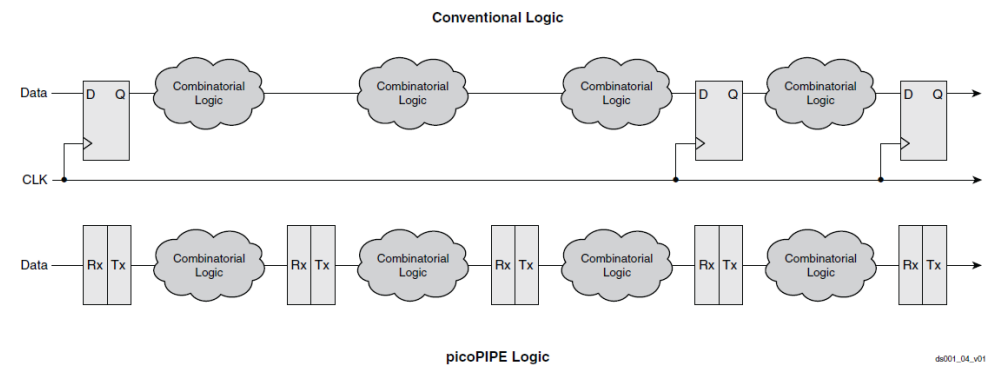 Conventional Logic
Data
D Q
Combinatorial
Logic
Combinatorial
Logic
Combinatorial
Logic
D Q
Combinatorial
Logic
D Q
CLK
Data
Rx Tx
Combinatorial
Logic
Rx Tx
Combinatorial
Logic
Rx Tx
Combinatorial
Logic
Rx Tx
Combinatorial
Logic
Rx Tx
picoPIPE Logic
ds001_04_v01